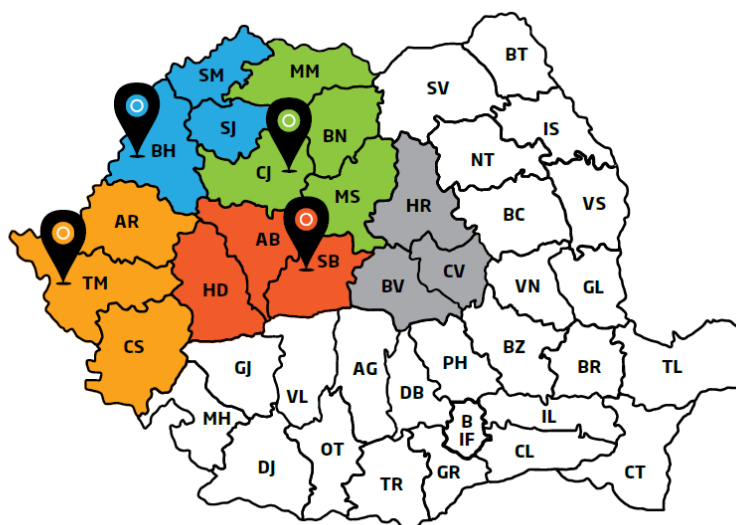 BT
SM
MM
SV
SJ
BN
IS
BH
NT
CJ
MS
HR
VS
AR
AB
BC
SB
TM
HD
BV
CV
VN
GL
CS
GJ
AG
PH
BZ
BR
TL
VL
DB
MH
B
IF
IL
OT
CL
DJ
TR
GR
CT